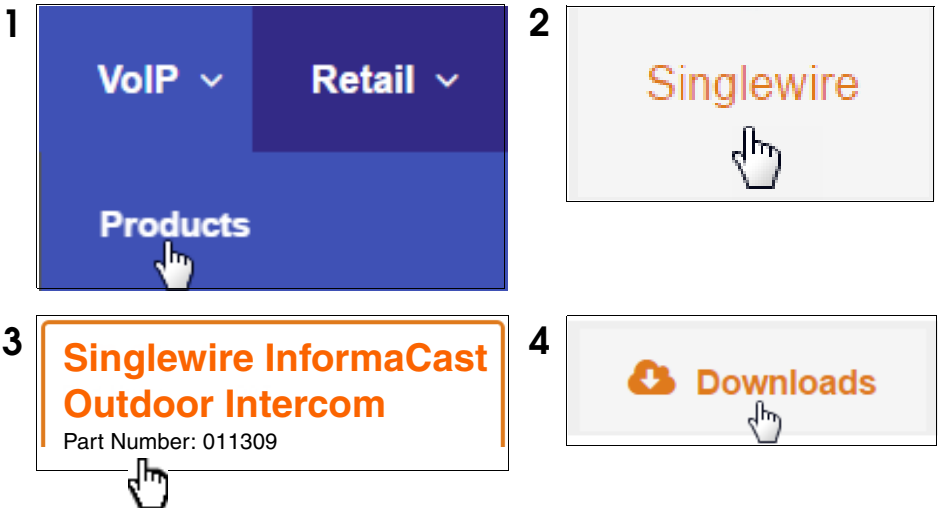 1
VoIP Retail
Products
2
Singlewire
3
Singlewire InformaCast
Outdoor Intercom
Part Number: 011309
4
Downloads